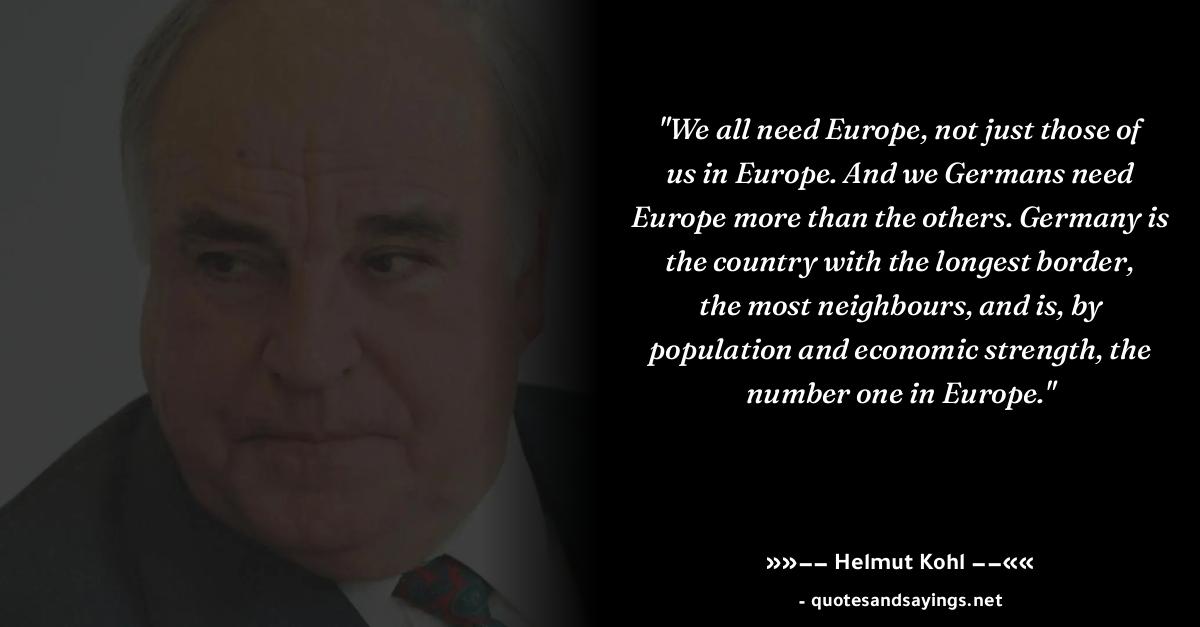 "We all need Europe, not just those of
us in Europe. And we Germans need
Europe more than the others. Germany is
the country with the longest border,
the most neighbours, and is, by
population and economic strength, the
number one in Europe."
»»−− Helmut Kohl −−««
- quotesandsayings.net